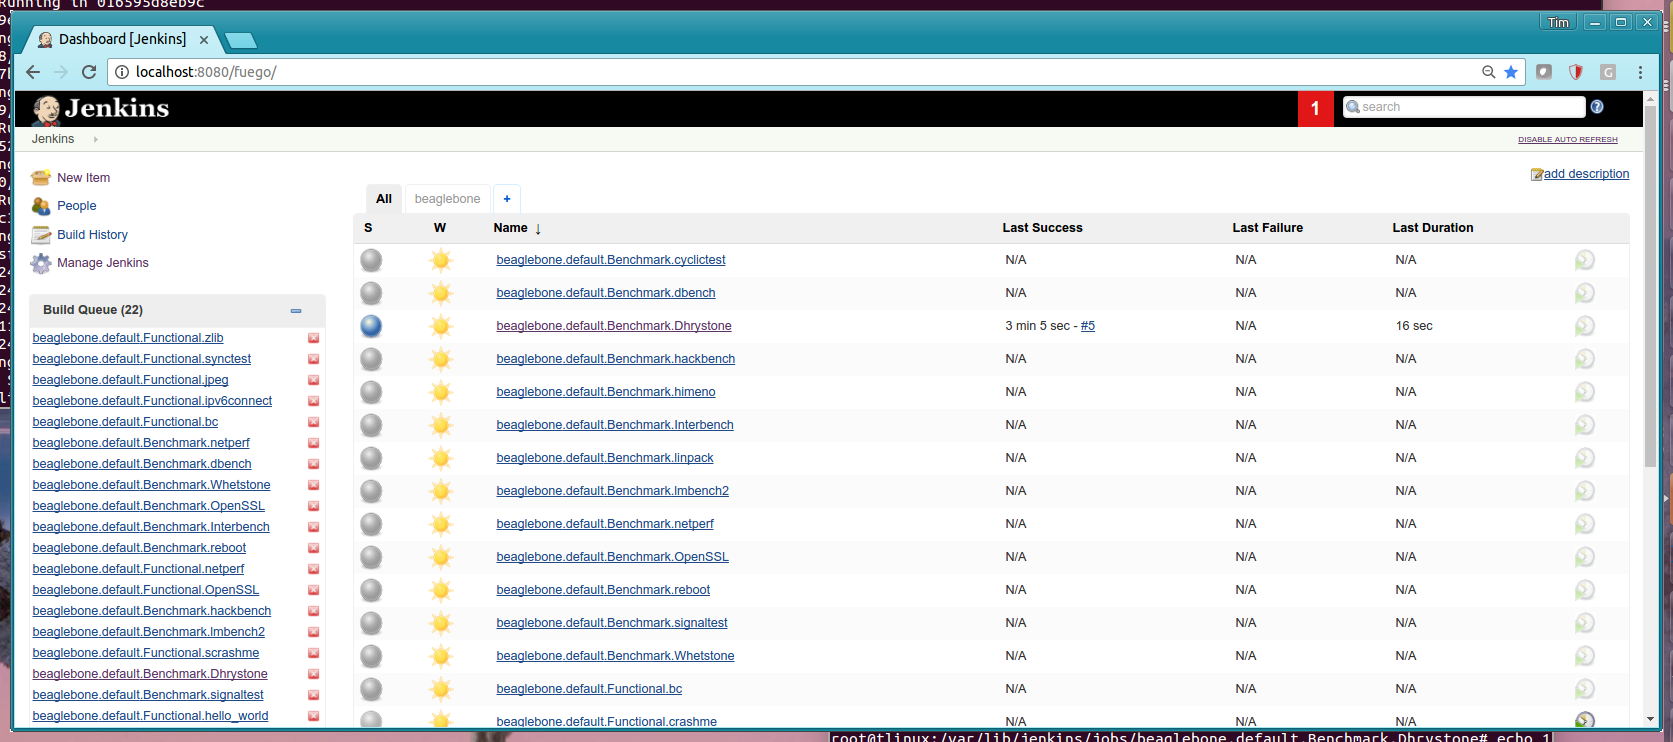 Running in 016595d8eb9c
Tim
Dashboard [Jenkins]
localhost:8080/fuego/
Jenkins
1
search
Jenkins
DISABLE AUTO REFRESH
New Item
People
Build History
Manage Jenkins
add description
All beaglebone +
S W Name ↓ Last Success Last Failure Last Duration
beaglebone.default.Benchmark.cyclictest N/A N/A N/A
beaglebone.default.Benchmark.dbench N/A N/A N/A
beaglebone.default.Benchmark.Dhrystone 3 min 5 sec - #5 N/A 16 sec
beaglebone.default.Benchmark.hackbench N/A N/A N/A
beaglebone.default.Benchmark.himeno N/A N/A N/A
beaglebone.default.Benchmark.Interbench N/A N/A N/A
beaglebone.default.Benchmark.linpack N/A N/A N/A
beaglebone.default.Benchmark.lmbench2 N/A N/A N/A
beaglebone.default.Benchmark.netperf N/A N/A N/A
beaglebone.default.Benchmark.OpenSSL N/A N/A N/A
beaglebone.default.Benchmark.reboot N/A N/A N/A
beaglebone.default.Benchmark.signaltest N/A N/A N/A
beaglebone.default.Benchmark.Whetstone N/A N/A N/A
beaglebone.default.Functional.bc N/A N/A N/A
beaglebone.default.Functional.crashme N/A N/A N/A
Build Queue (22)
beaglebone.default.Functional.zlib
beaglebone.default.Functional.synctest
beaglebone.default.Functional.jpeg
beaglebone.default.Functional.ipv6connect
beaglebone.default.Functional.bc
beaglebone.default.Benchmark.netperf
beaglebone.default.Benchmark.dbench
beaglebone.default.Benchmark.Whetstone
beaglebone.default.Benchmark.OpenSSL
beaglebone.default.Benchmark.Interbench
beaglebone.default.Benchmark.reboot
beaglebone.default.Functional.netperf
beaglebone.default.Functional.OpenSSL
beaglebone.default.Benchmark.hackbench
beaglebone.default.Benchmark.lmbench2
beaglebone.default.Functional.scrashme
beaglebone.default.Benchmark.Dhrystone
beaglebone.default.Benchmark.signaltest
beaglebone.default.Functional.hello_world
root@tlinux:/var/lib/jenkins/jobs/beaglebone.default.Benchmark.Dhrystone# echo 1